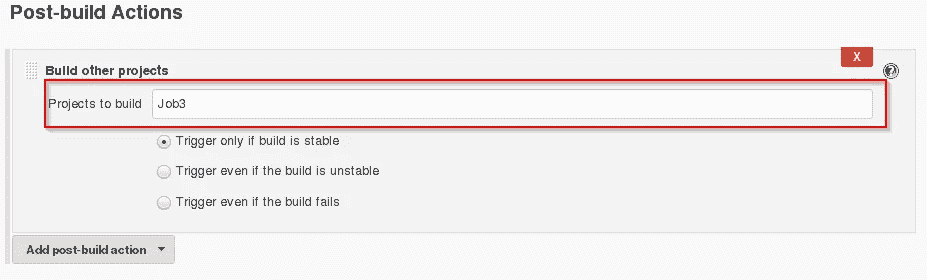 Post-build Actions
X
Build other projects
?
Projects to build Job3
Trigger only if build is stable
Trigger even if the build is unstable
Trigger even if the build fails
Add post-build action